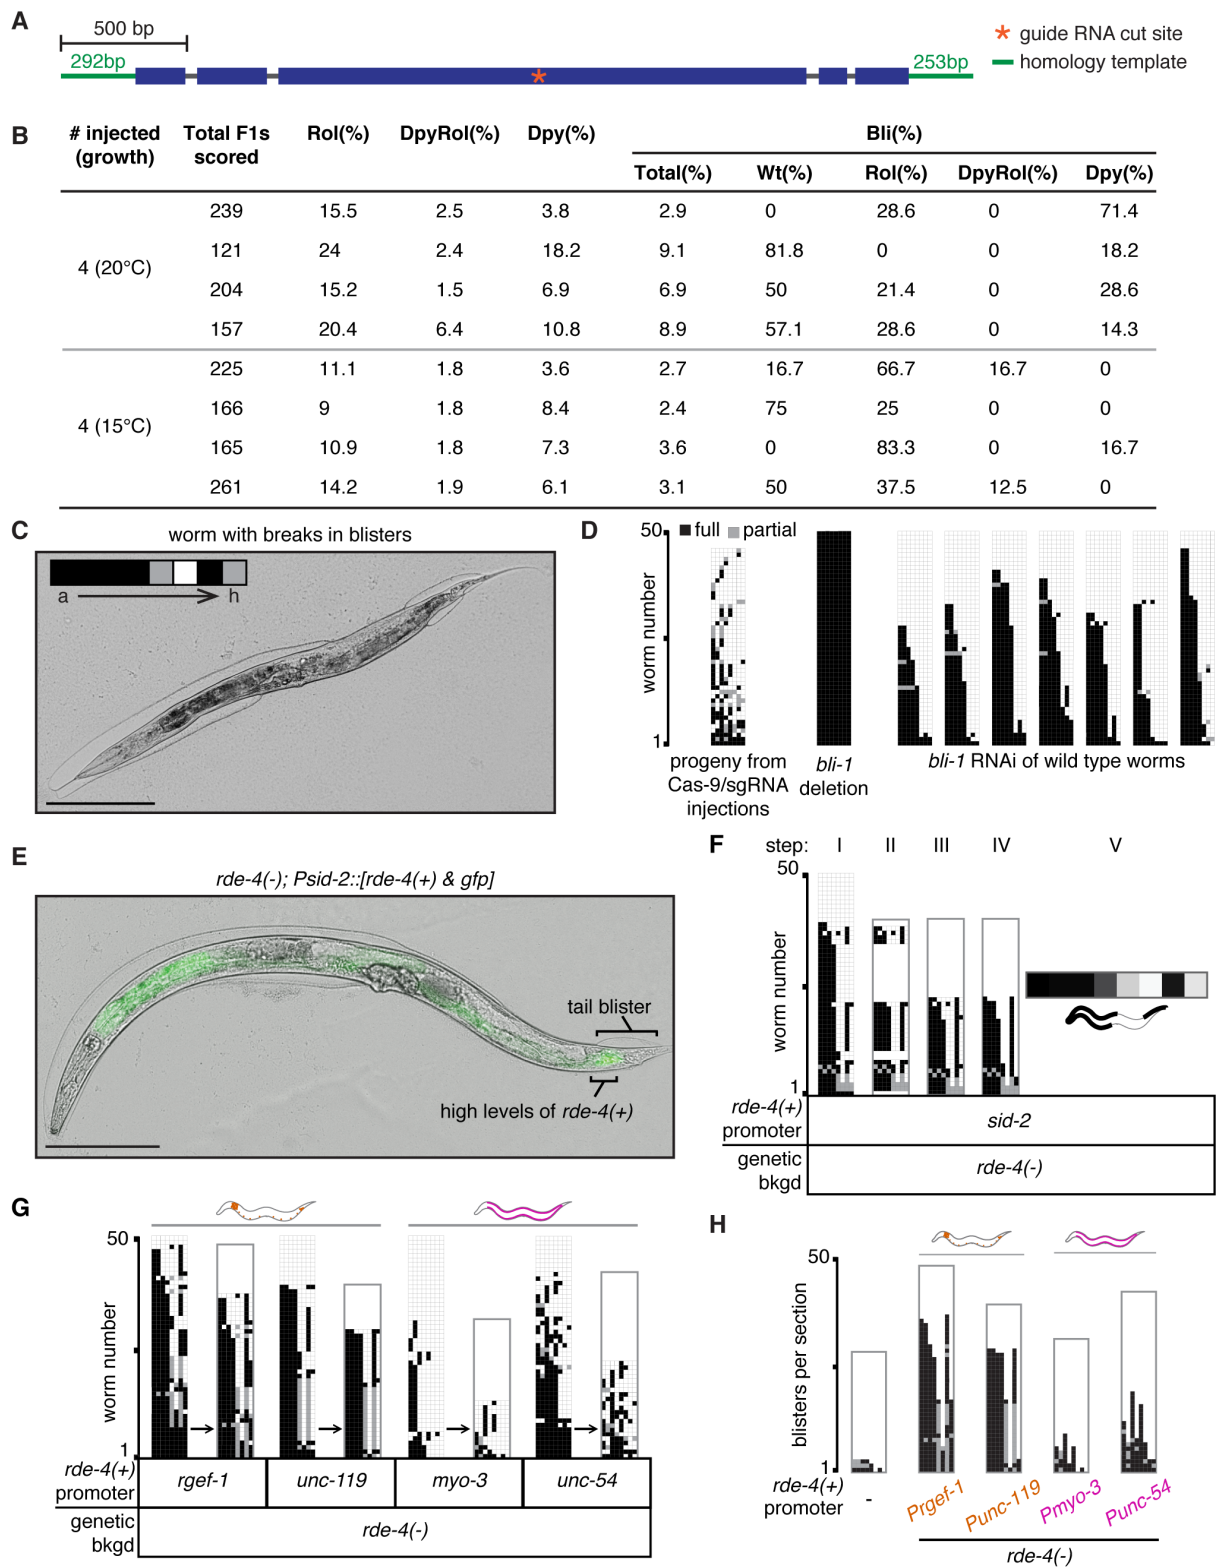 A
500 bp
292bp
253bp
* guide RNA cut site
homology template
B
# injected (growth) Total F1s scored Rol(%) DpyRol(%) Dpy(%) Bli(%)
Total(%) Wt(%) Rol(%) DpyRol(%) Dpy(%)
4 (20°C)
239 15.5 2.5 3.8 2.9 0 28.6 0 71.4
121 24 2.4 18.2 9.1 81.8 0 0 18.2
204 15.2 1.5 6.9 6.9 50 21.4 0 28.6
157 20.4 6.4 10.8 8.9 57.1 28.6 0 14.3
4 (15°C)
225 11.1 1.8 3.6 2.7 16.7 66.7 16.7 0
166 9 1.8 8.4 2.4 75 25 0 0
165 10.9 1.8 7.3 3.6 0 83.3 0 16.7
261 14.2 1.9 6.1 3.1 50 37.5 12.5 0
C
worm with breaks in blisters
a h
D
50
full partial
worm number
1
progeny from
Cas-9/sgRNA
injections
bli-1
deletion
bli-1 RNAi of wild type worms
E
rde-4(-); Psid-2::[rde-4(+) & gfp]
tail blister
high levels of rde-4(+)
F
step: I II III IV V
50
worm number
1
rde-4(+)
promoter
sid-2
genetic
bkgd
rde-4(-)
G
50
worm number
1
rde-4(+)
promoter
rgef-1 unc-119 myo-3 unc-54
genetic
bkgd
rde-4(-)
H
50
blisters per section
1
rde-4(+)
promoter
- Prgef-1 Punc-119 Pmyo-3 Punc-54
rde-4(-)